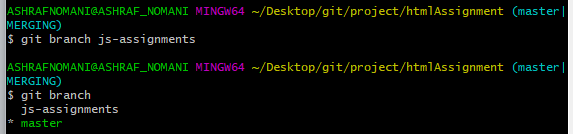 ASHRAFNOMANI@ASHRAF_NOMANI MINGW64 ~/Desktop/git/project/htmlAssignment (master|
MERGING)
$ git branch js-assignments
ASHRAFNOMANI@ASHRAF_NOMANI MINGW64 ~/Desktop/git/project/htmlAssignment (master|
MERGING)
$ git branch
js-assignments
* master